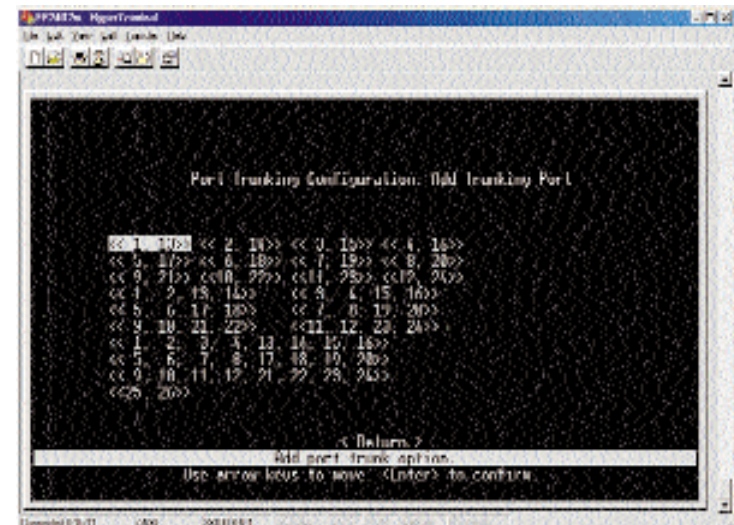 HyperTerminal
Port Trunking Configuration: Add Trunking Port
<< 1, 13>> << 2, 14>> << 3, 15>> << 4, 16>>
<< 5, 17>> << 6, 18>> << 7, 19>> << 8, 20>>
<< 9, 21>> <<10, 22>> <<11, 23>> <<12, 24>>
<< 1, 2, 13, 14>> << 3, 4, 15, 16>>
<< 5, 6, 17, 18>> << 7, 8, 19, 20>>
<< 9, 10, 21, 22>> <<11, 12, 23, 24>>
<< 1, 2, 3, 4, 13, 14, 15, 16>>
<< 5, 6, 7, 8, 17, 18, 19, 20>>
<< 9, 10, 11, 12, 21, 22, 23, 24>>
<<25, 26>>
< Return >
Add port trunk option.
Use arrow keys to move. <Enter> to confirm.